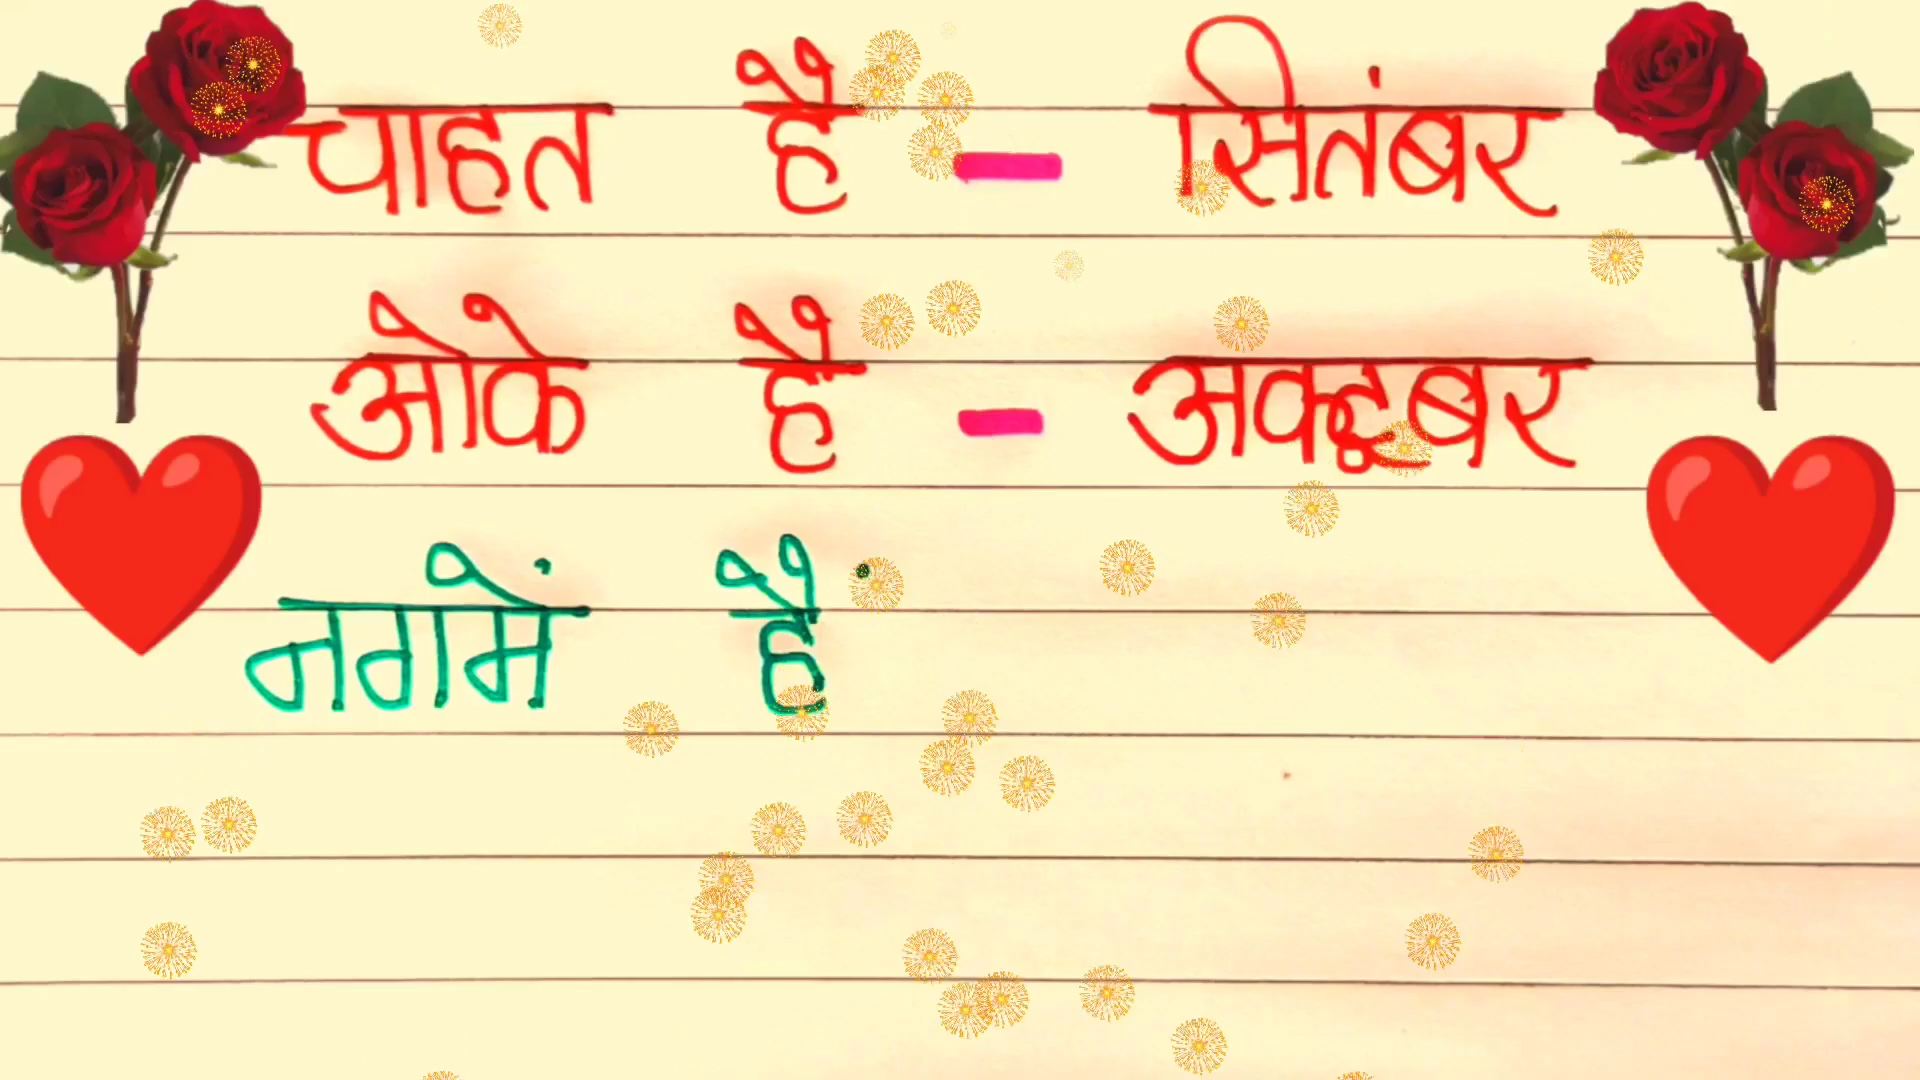 चाहत है - सितंबर
ओके है - अक्टूबर
नगमें है